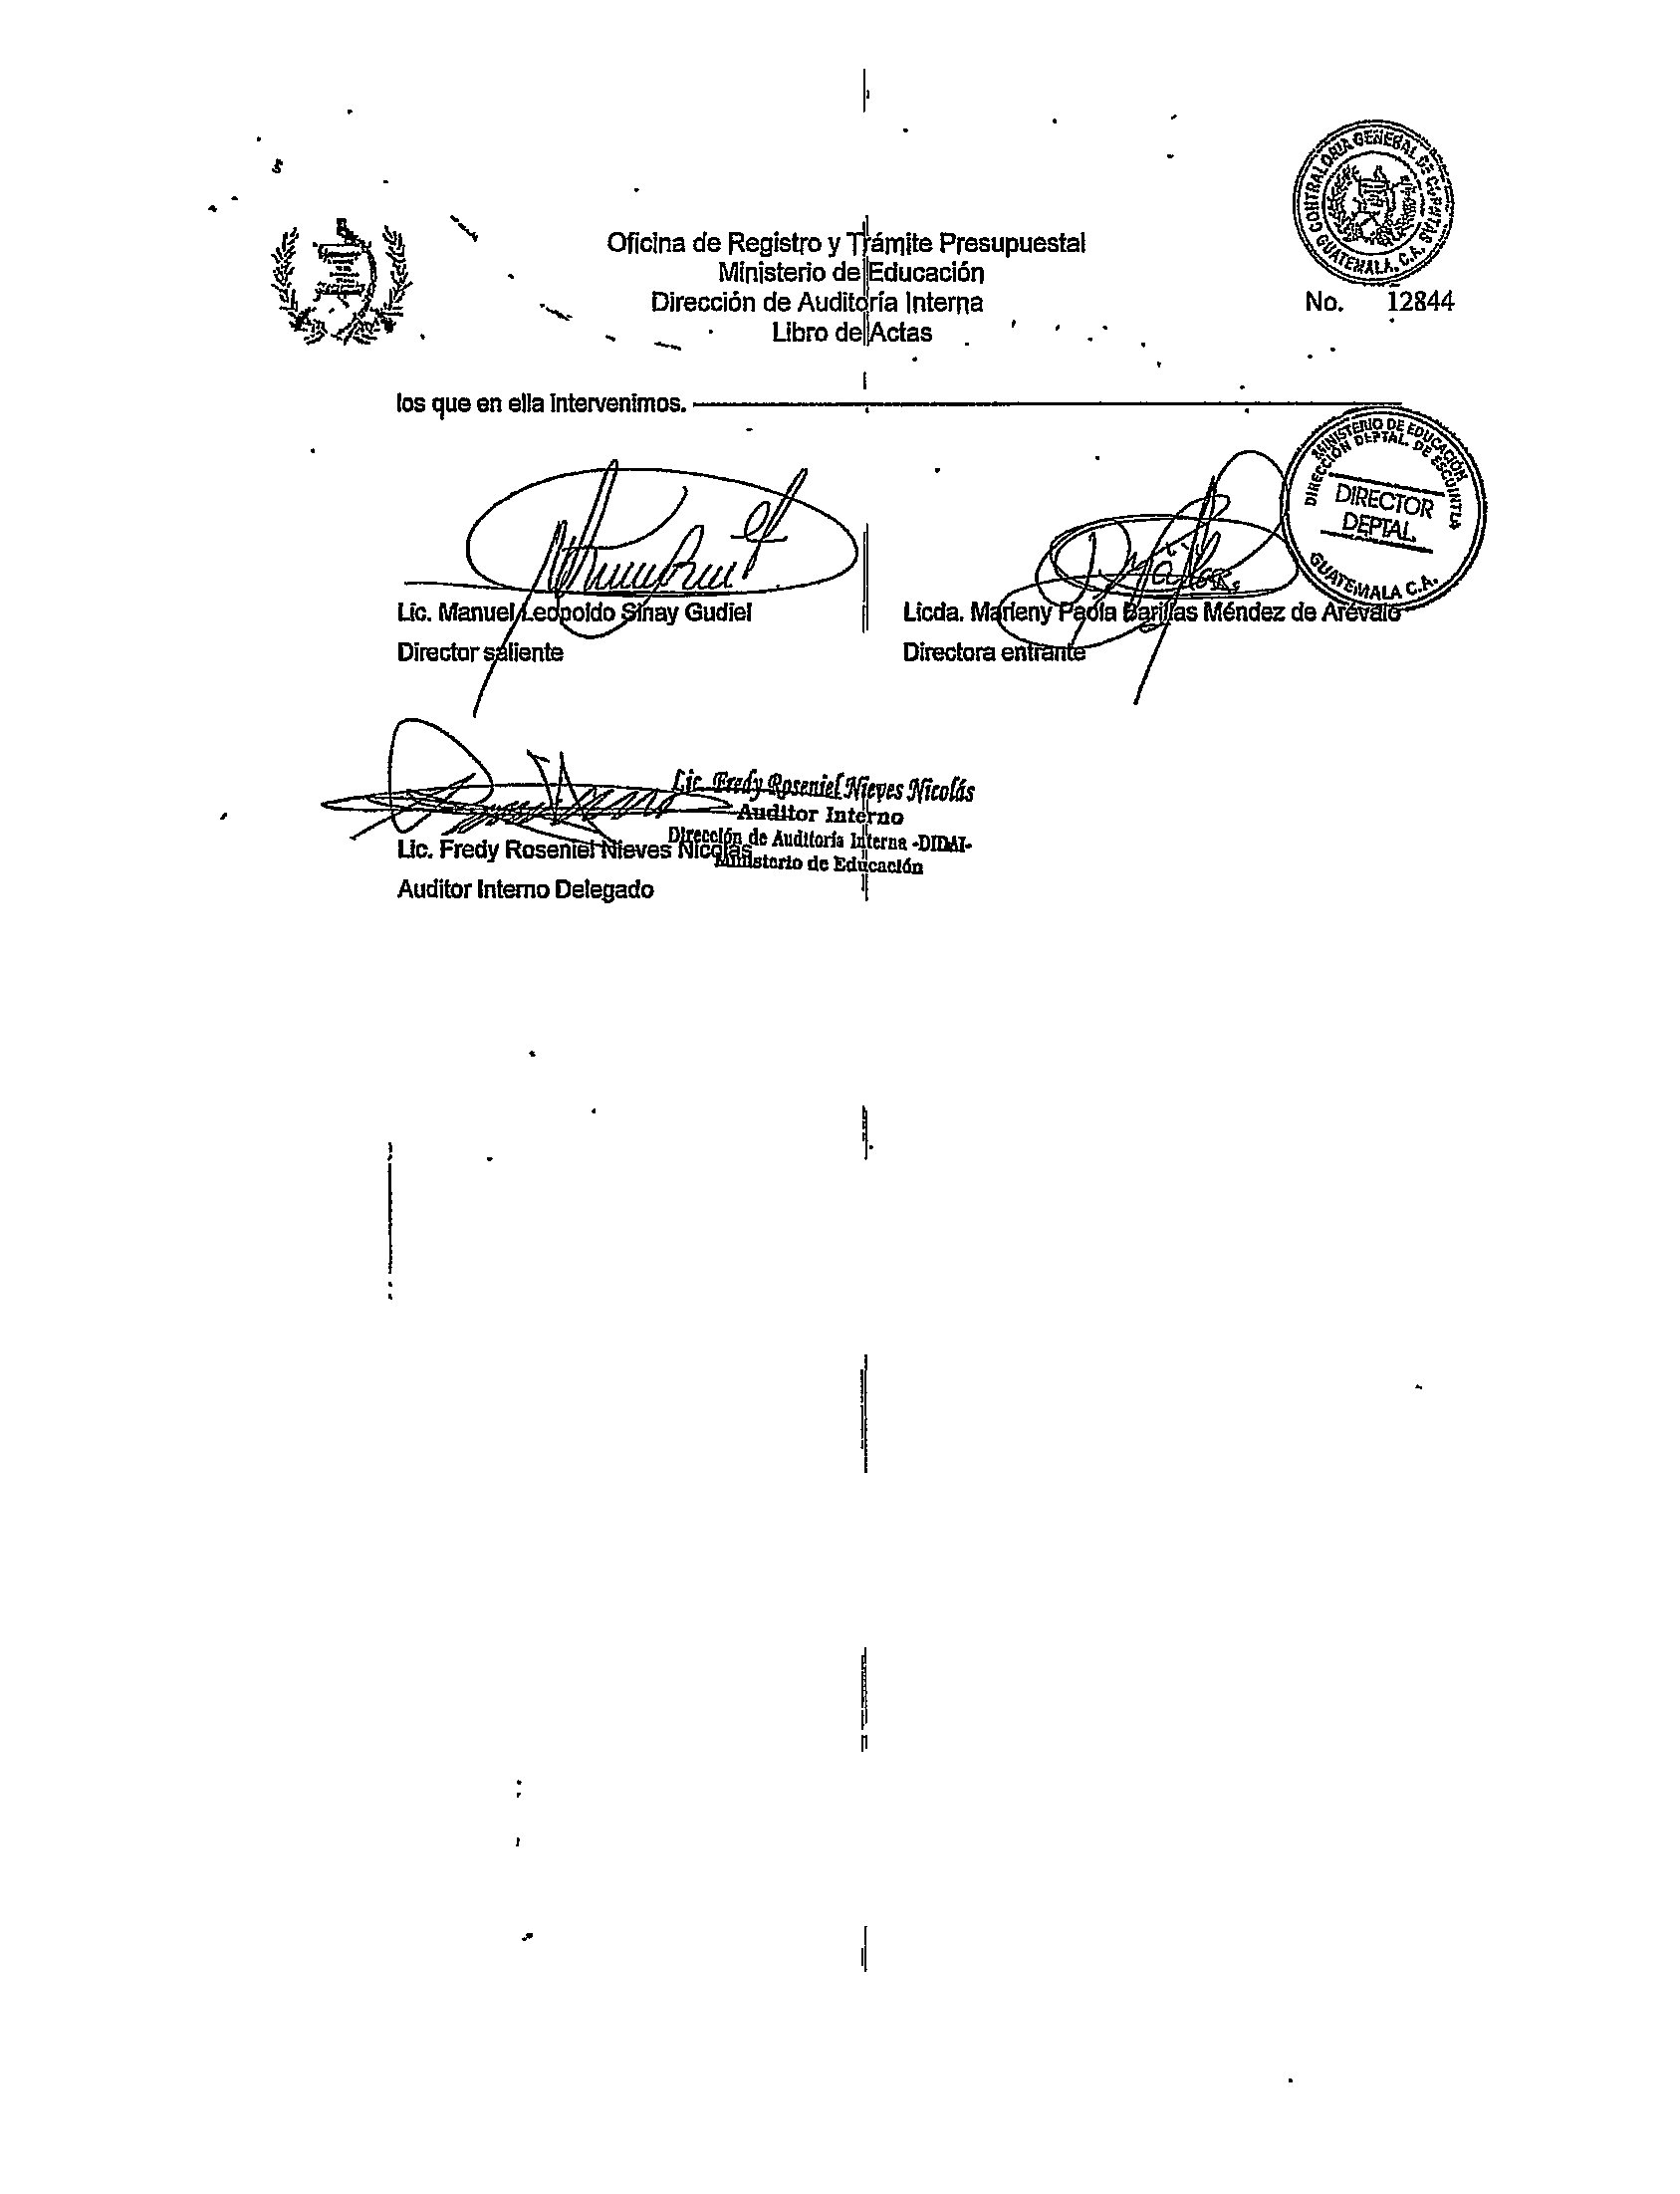 CONTRALORIA GENERAL DE CUENTAS
GUATEMALA, C.A.
Oficina de Registro y Trámite Presupuestal
Ministerio de Educación
Dirección de Auditoría Interna
Libro de Actas
No. 12844
los que en ella intervenimos.
MINISTERIO DE EDUCACIÓN
DIRECCIÓN DEPTAL. DE ESCUINTLA
DIRECTOR
DEPTAL.
GUATEMALA C.A.
Lic. Manuel Leopoldo Sinay Gudiel
Director saliente
Licda. Marleny Paola Barillas Méndez de Arévalo
Directora entrante
Lic. Fredy Roseniel Nieves Nicolás
Auditor Interno
Dirección de Auditoría Interna -DIDAI-
Ministerio de Educación
Lic. Fredy Roseniel Nieves Nicolás
Auditor Interno Delegado